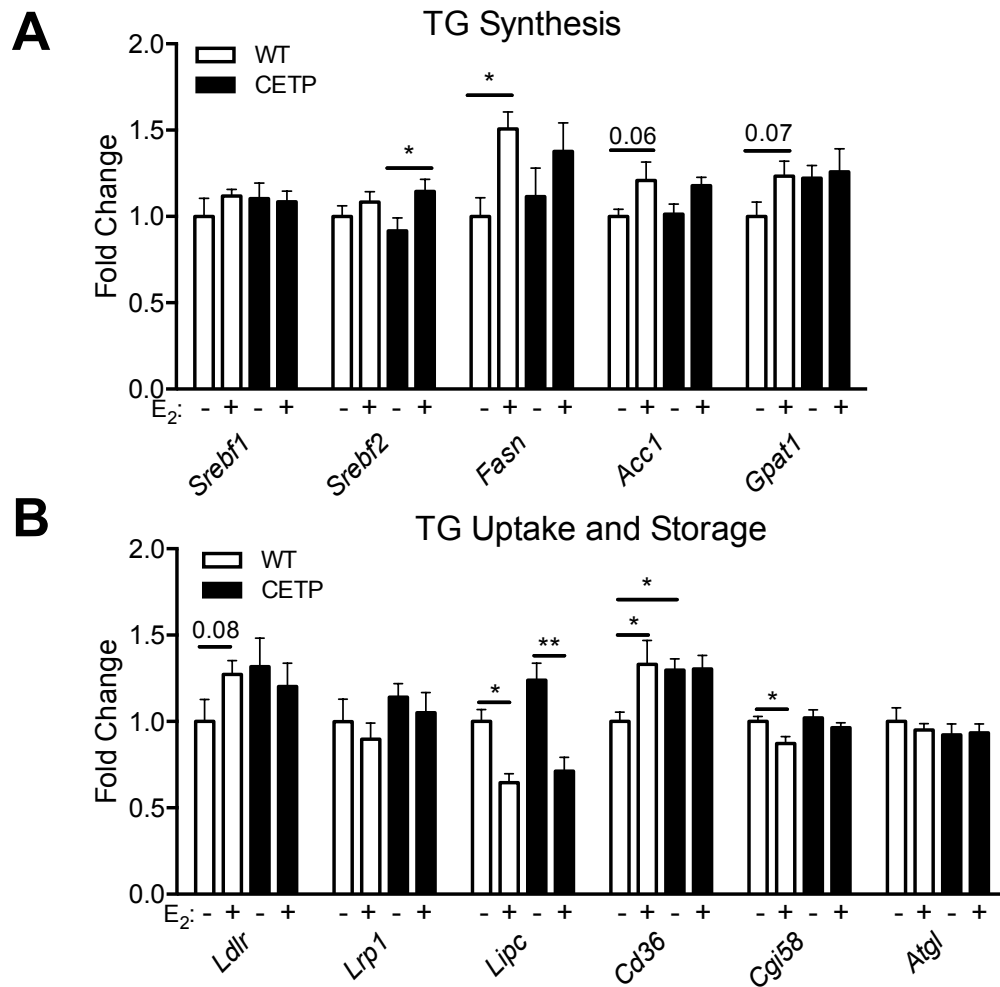 A
TG Synthesis
WT
CETP
Fold Change
2.0
1.5
1.0
0.5
0.0
*
*
0.06
0.07
E2: - + - + - + - + - + - + - + - + - + - +
Srebf1 Srebf2 Fasn Acc1 Gpat1
B
TG Uptake and Storage
WT
CETP
Fold Change
2.0
1.5
1.0
0.5
0.0
0.08
*
**
*
*
*
E2: - + - + - + - + - + - + - + - + - + - + - + - +
Ldlr Lrp1 Lipc Cd36 Cgi58 Atgl